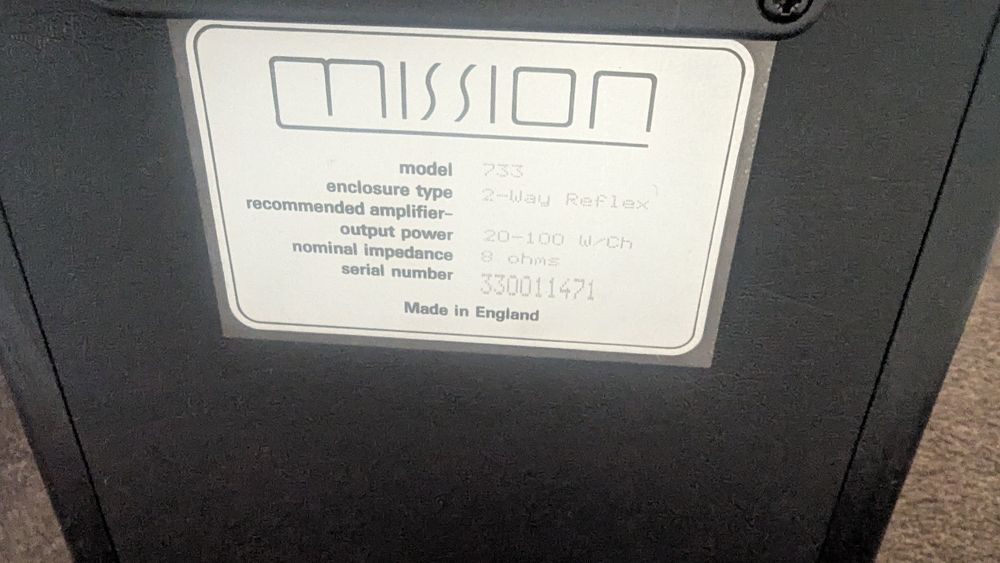 mission
model 733
enclosure type 2-Way Reflex
recommended amplifier-
output power 20-100 W/Ch
nominal impedance 8 ohms
serial number 330011471
Made in England